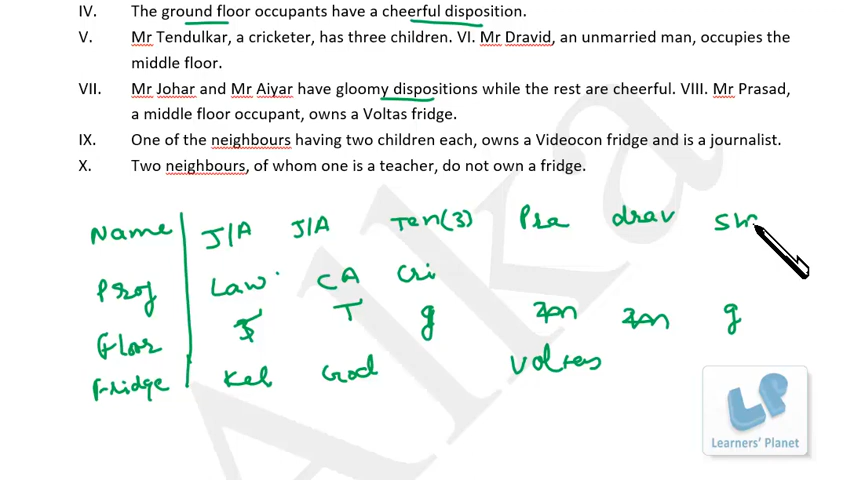 IV. The ground floor occupants have a cheerful disposition.
V. Mr Tendulkar, a cricketer, has three children. VI. Mr Dravid, an unmarried man, occupies the
middle floor.
VII. Mr Johar and Mr Aiyar have gloomy dispositions while the rest are cheerful. VIII. Mr Prasad,
a middle floor occupant, owns a Voltas fridge.
IX. One of the neighbours having two children each, owns a Videocon fridge and is a journalist.
X. Two neighbours, of whom one is a teacher, do not own a fridge.
Name J/A J/A Ten(3) Pra drav
Prof Law CA Cri
Floor T T g g
Fridge Kel God Voltes
Alka
LP
Learners' Planet